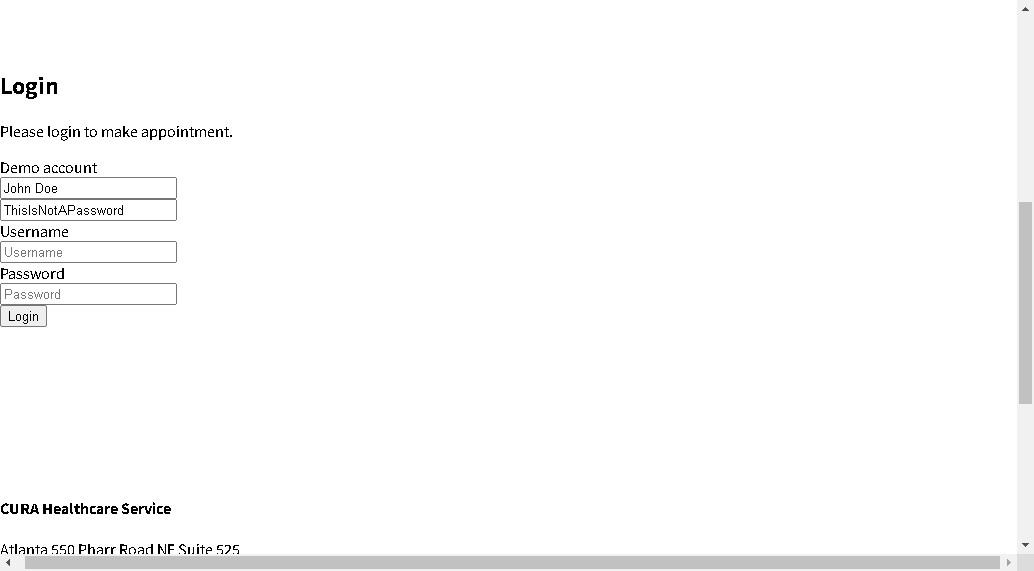 Login
Please login to make appointment.
Demo account
John Doe
ThisIsNotAPassword
Username
Username
Password
Password
Login
CURA Healthcare Service
Atlanta 550 Pharr Road NE Suite 525